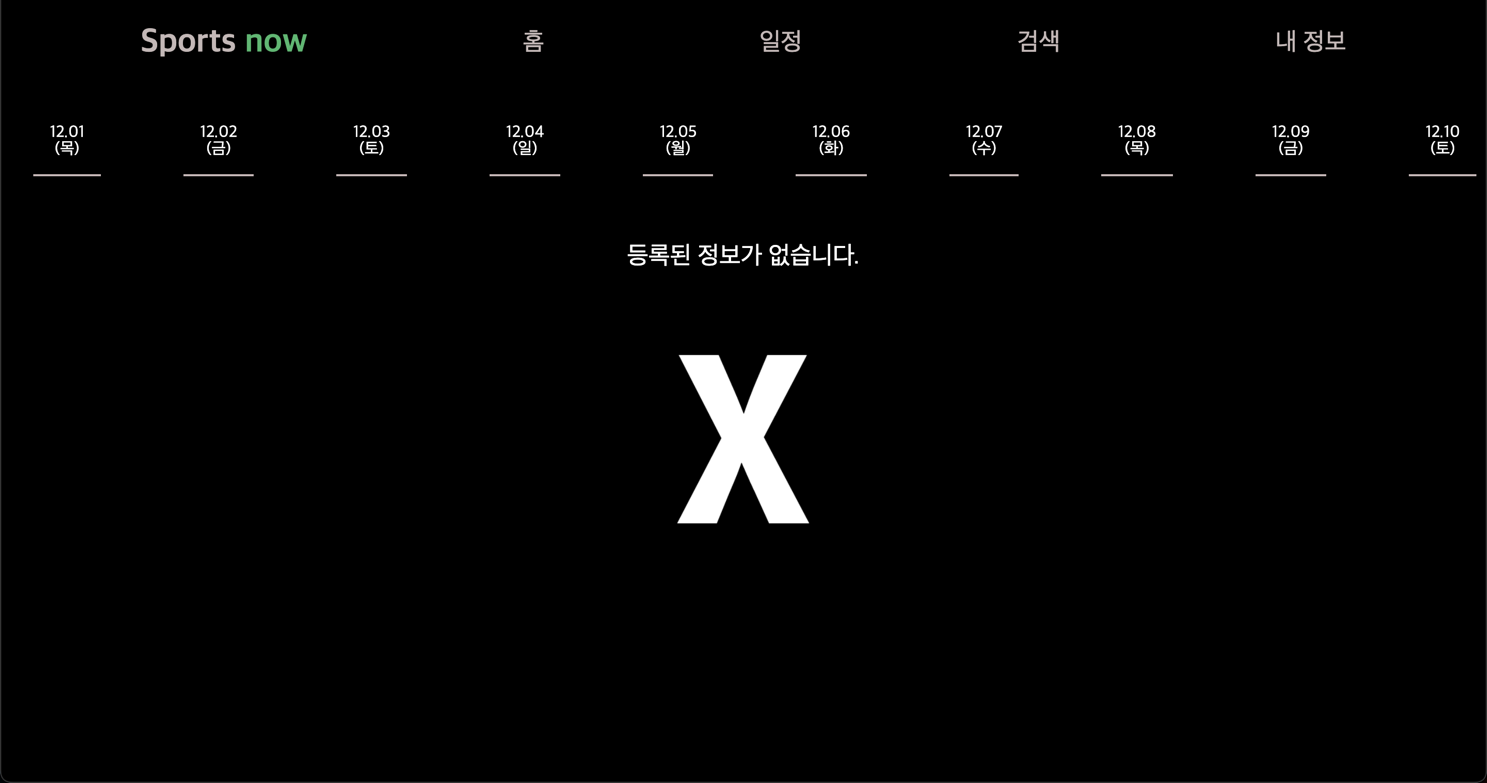 Sports now 홈 일정 검색 내 정보
12.01 12.02 12.03 12.04 12.05 12.06 12.07 12.08 12.09 12.10
(목) (금) (토) (일) (월) (화) (수) (목) (금) (토)
등록된 정보가 없습니다.
X